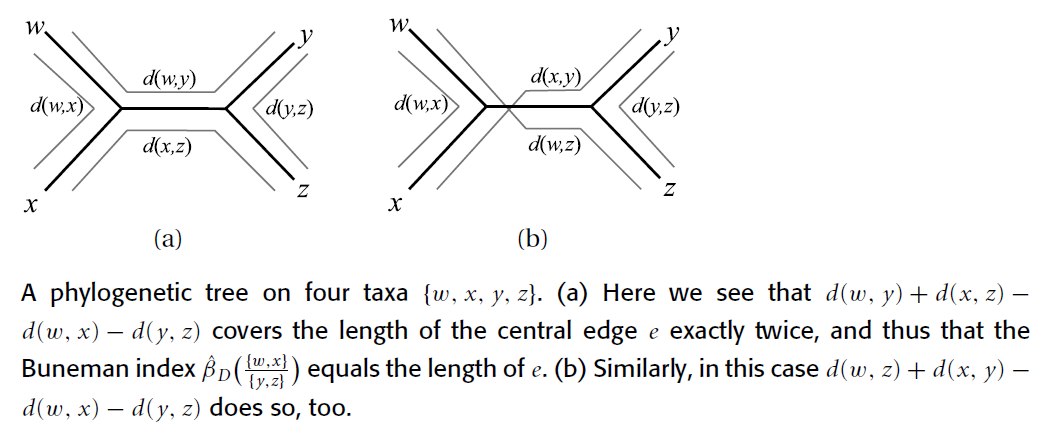 w y w y
d(w,y) d(x,y)
d(w,x) d(y,z) d(w,x) d(y,z)
d(x,z) d(w,z)
x z x z
(a) (b)
A phylogenetic tree on four taxa {w, x, y, z}. (a) Here we see that d(w, y) + d(x, z) −
d(w, x) − d(y, z) covers the length of the central edge e exactly twice, and thus that the
Buneman index β̂_D({w,x}/{y,z}) equals the length of e. (b) Similarly, in this case d(w, z) + d(x, y) −
d(w, x) − d(y, z) does so, too.